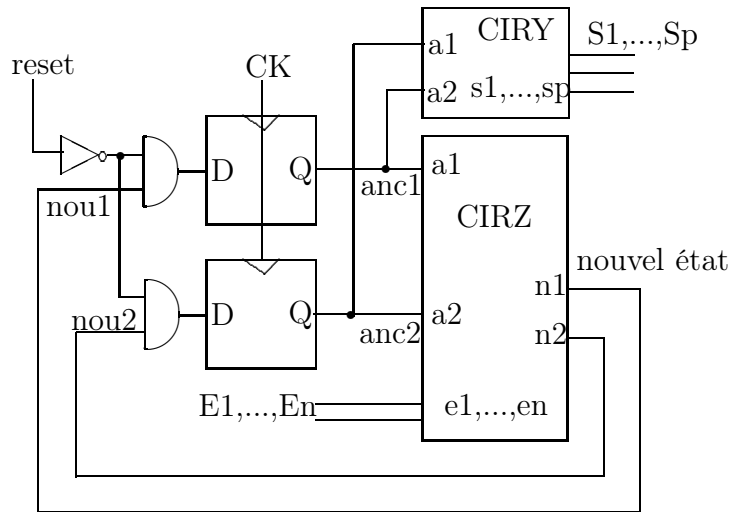 reset
CK
a1
CIRY
S1,...,Sp
a2
s1,...,sp
D
Q
anc1
a1
nou1
CIRZ
nouvel état
n1
D
Q
nou2
anc2
a2
n2
E1,...,En
e1,...,en